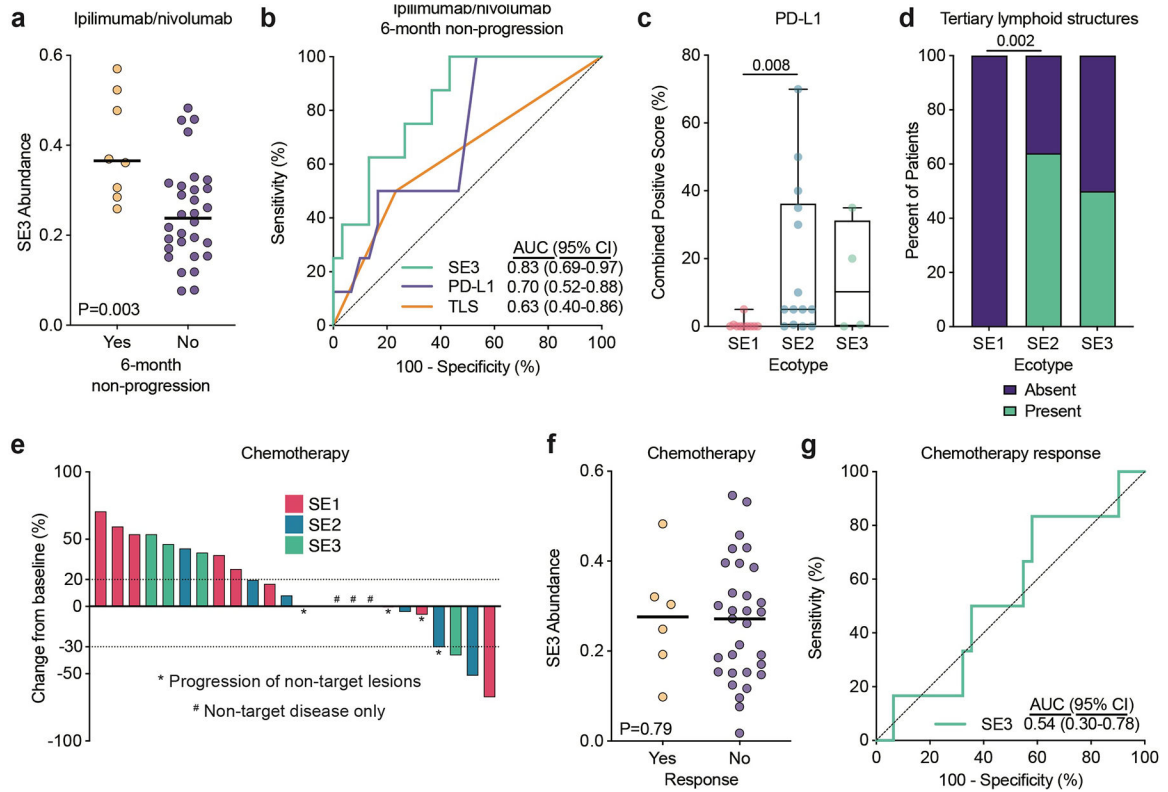 a
Ipilimumab/nivolumab
0.6
0.4
0.2
0.0
SE3 Abundance
P=0.003
Yes
No
6-month
non-progression
b
Ipilimumab/nivolumab
6-month non-progression
100
80
60
40
20
0
Sensitivity (%)
AUC (95% CI)
SE3 0.83 (0.69-0.97)
PD-L1 0.70 (0.52-0.88)
TLS 0.63 (0.40-0.86)
0 20 40 60 80 100
100 - Specificity (%)
c
PD-L1
80
60
40
20
0
Combined Positive Score (%)
0.008
SE1 SE2 SE3
Ecotype
d
Tertiary lymphoid structures
0.002
100
80
60
40
20
0
Percent of Patients
SE1 SE2 SE3
Ecotype
Absent
Present
e
Chemotherapy
100
50
20
0
-30
-50
-100
Change from baseline (%)
SE1
SE2
SE3
* # # # * * *
* Progression of non-target lesions
# Non-target disease only
f
Chemotherapy
0.6
0.4
0.2
0.0
SE3 Abundance
P=0.79
Yes No
Response
g
Chemotherapy response
100
80
60
40
20
0
Sensitivity (%)
AUC (95% CI)
SE3 0.54 (0.30-0.78)
0 20 40 60 80 100
100 - Specificity (%)